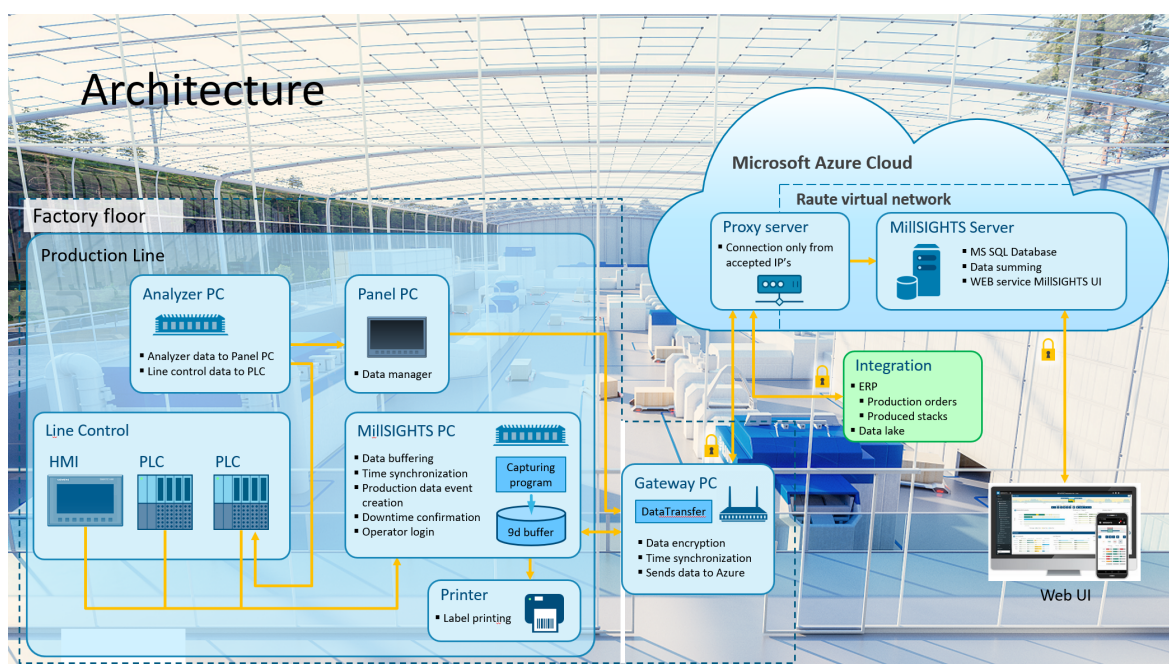 Architecture
Microsoft Azure Cloud
Raute virtual network
Factory floor
Production Line
Analyzer PC
▪ Analyzer data to Panel PC
▪ Line control data to PLC
Panel PC
▪ Data manager
Proxy server
▪ Connection only from
accepted IP's
MillSIGHTS Server
▪ MS SQL Database
▪ Data summing
▪ WEB service MillSIGHTS UI
Integration
▪ ERP
▪ Production orders
▪ Produced stacks
▪ Data lake
Line Control
HMI
PLC
PLC
MillSIGHTS PC
▪ Data buffering
▪ Time synchronization
▪ Production data event
creation
▪ Downtime confirmation
▪ Operator login
Capturing
program
9d buffer
Gateway PC
DataTransfer
▪ Data encryption
▪ Time synchronization
▪ Sends data to Azure
Printer
▪ Label printing
Web UI